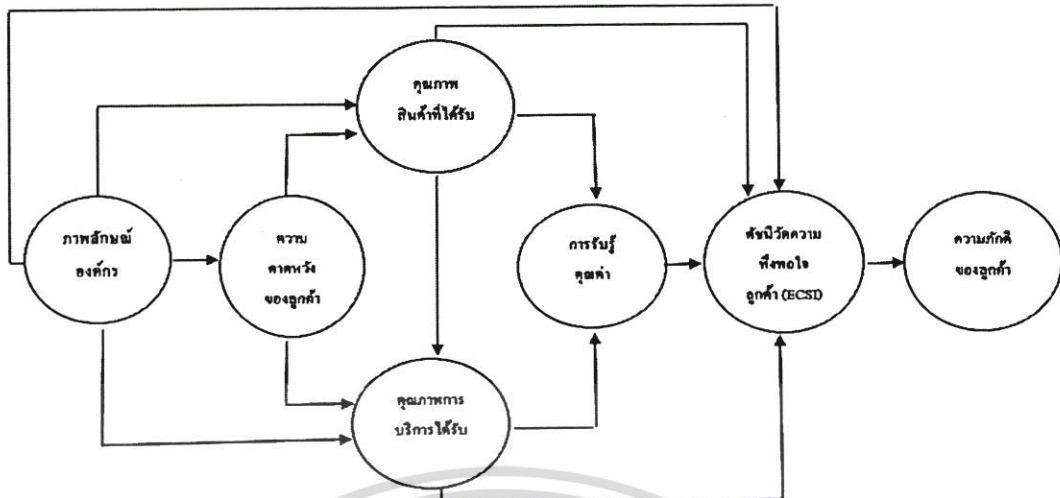 คุณภาพ
สินค้าที่ได้รับ
ภาพลักษณ์
องค์กร
ความ
คาดหวัง
ของลูกค้า
การรับรู้
คุณค่า
ดัชนีวัดความ
พึงพอใจ
ลูกค้า (ECSI)
ความภักดี
ของลูกค้า
คุณภาพการ
บริการได้รับ